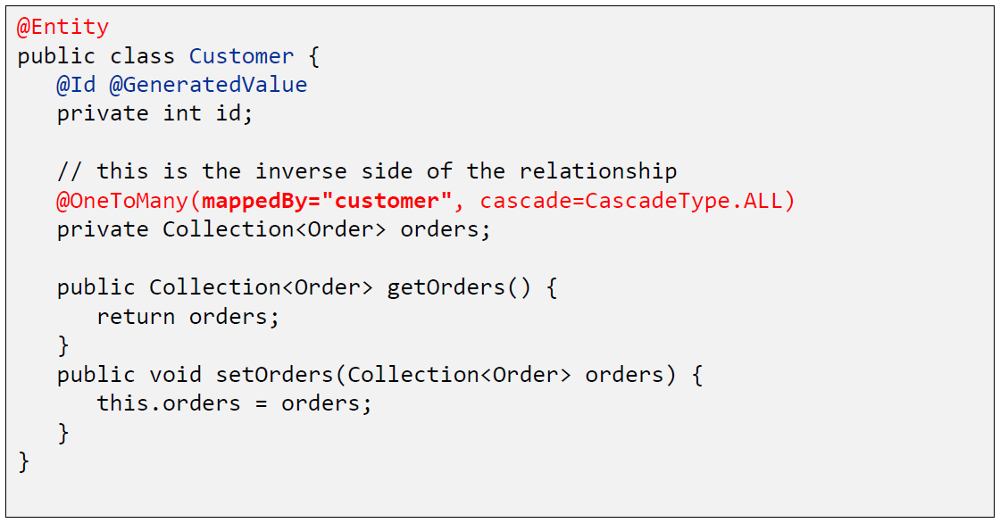 @Entity
public class Customer {
@Id @GeneratedValue
private int id;
// this is the inverse side of the relationship
@OneToMany(mappedBy="customer", cascade=CascadeType.ALL)
private Collection<Order> orders;
public Collection<Order> getOrders() {
return orders;
}
public void setOrders(Collection<Order> orders) {
this.orders = orders;
}
}